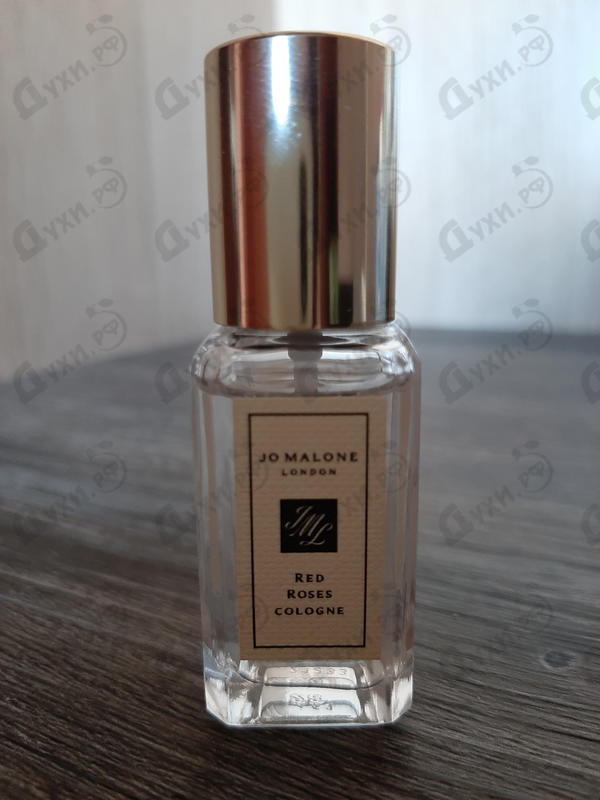 JO MALONE
LONDON
JML
RED
ROSES
COLOGNE
Духи.РФ